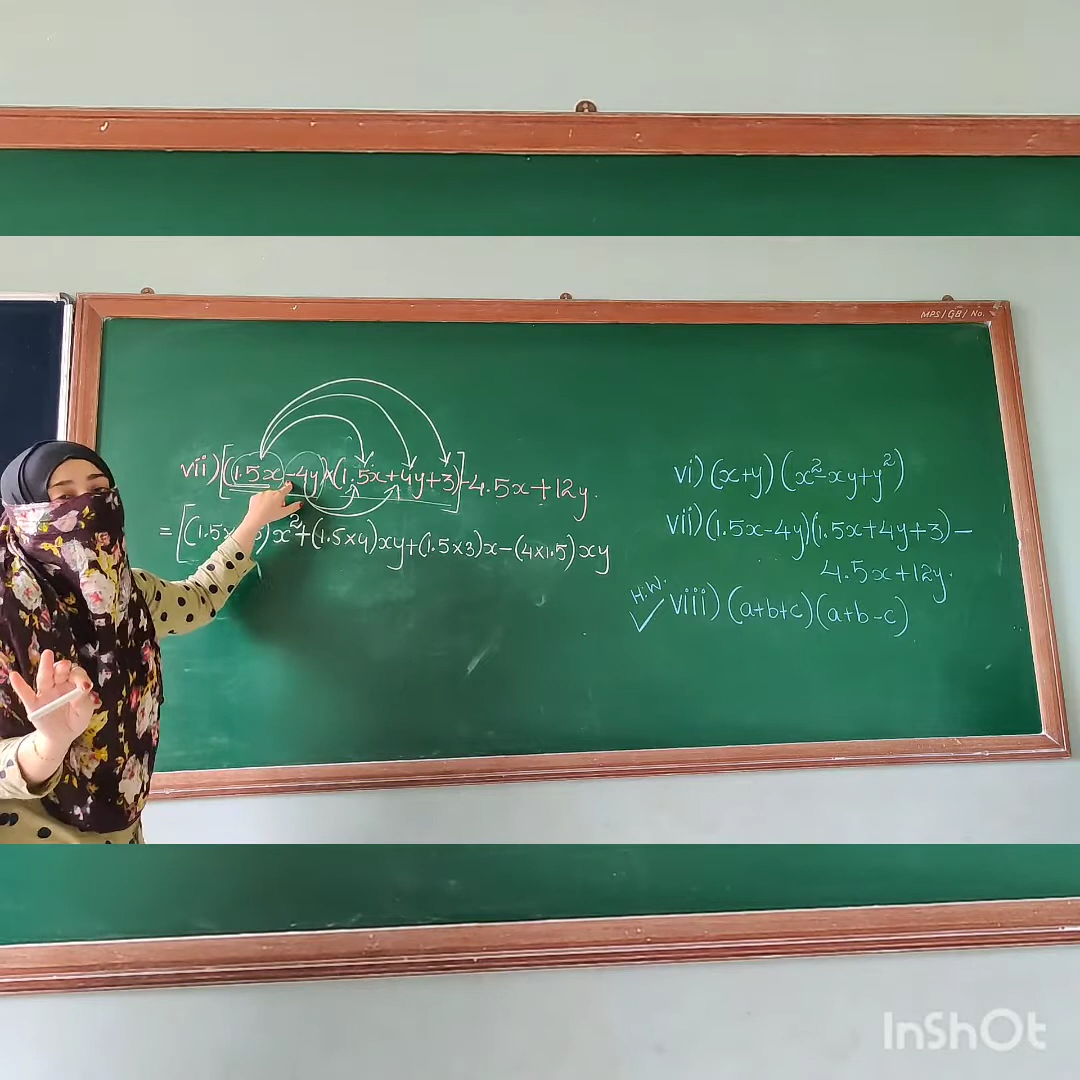 MPS/GB/No.
vii) [(1.5x-4y)×(1.5x+4y+3)]-4.5x+12y.
= [(1.5×1.5)x²+(1.5×4)xy+(1.5×3)x-(4×1.5)xy
vi) (x+y)(x²-xy+y²)
vii) (1.5x-4y)(1.5x+4y+3)-
4.5x+12y.
H.W. viii) (a+b+c)(a+b-c)
InShOt